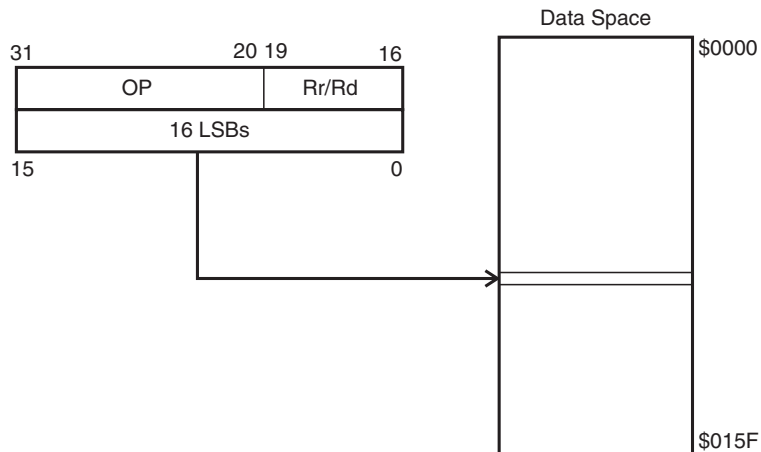 Data Space
$0000
31 20 19 16
OP Rr/Rd
16 LSBs
15 0
$015F